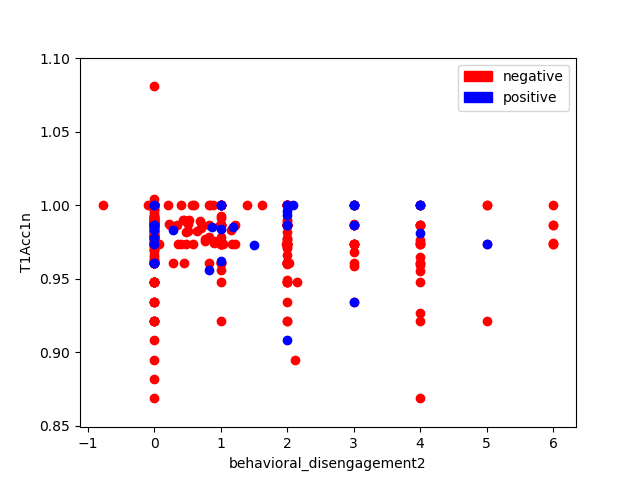 1.10
negative
positive
1.05
1.00
0.95
0.90
0.85
T1Acc1n
−1 0 1 2 3 4 5 6
behavioral_disengagement2